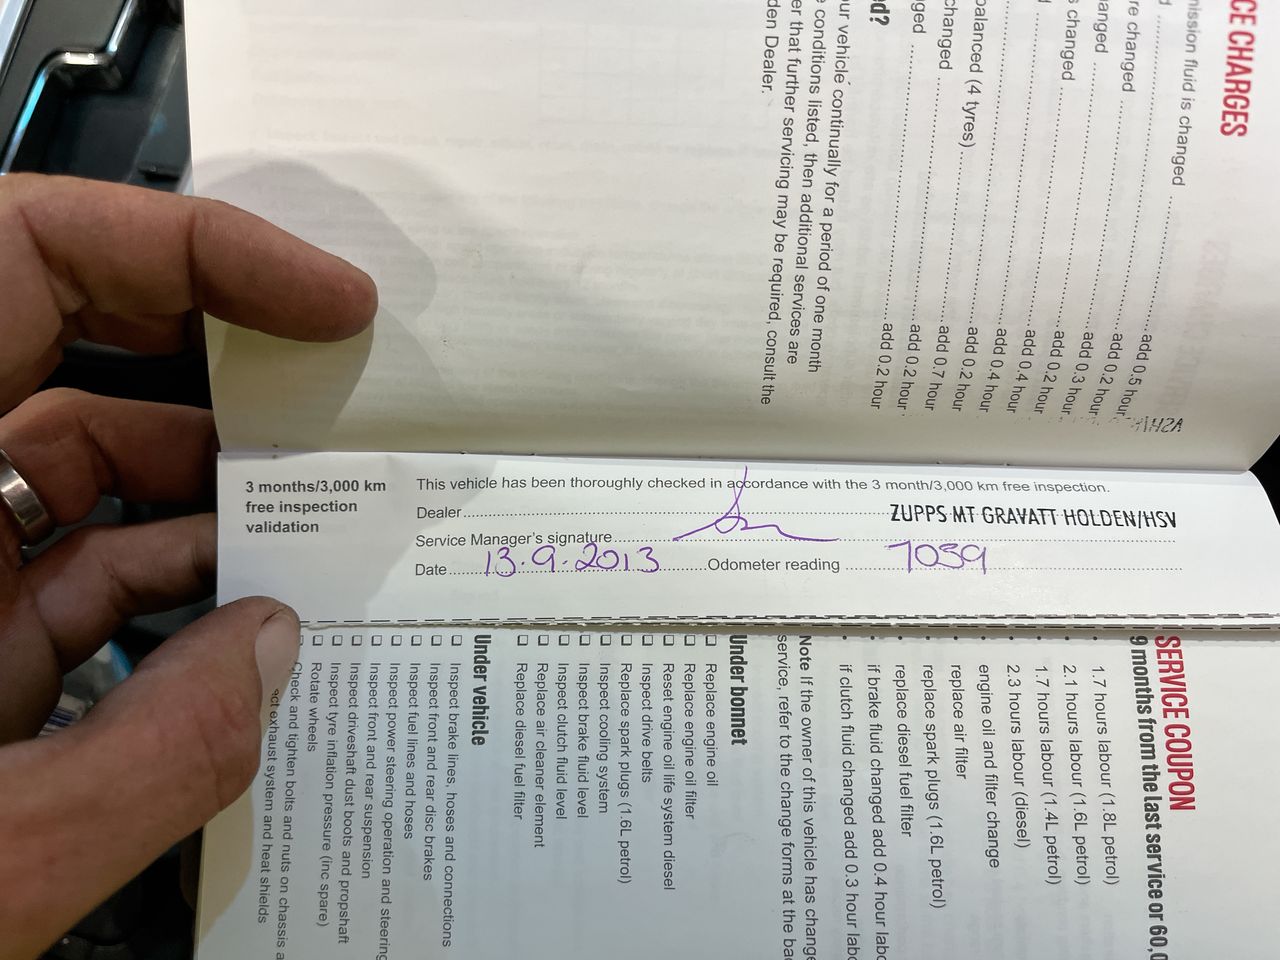 CE CHARGES
mission fluid is changed
add 0.5 hour
re changed add 0.2 hour
hanged add 0.3 hour
s changed add 0.2 hour
add 0.4 hour
add 0.4 hour
balanced (4 tyres) add 0.2 hour
changed add 0.7 hour
ged add 0.2 hour
add 0.2 hour
ed?
ur vehicle continually for a period of one month
e conditions listed, then additional services are
er that further servicing may be required, consult the
den Dealer.
3 months/3,000 km
free inspection
validation
This vehicle has been thoroughly checked in accordance with the 3 month/3,000 km free inspection.
Dealer ZUPPS MT GRAVATT HOLDEN/HSV
Service Manager's signature
Date 13.9.2013 Odometer reading 7039
SERVICE COUPON
9 months from the last service or 60,0
• 1.7 hours labour (1.8L petrol)
• 2.1 hours labour (1.6L petrol)
• 1.7 hours labour (1.4L petrol)
• 2.3 hours labour (diesel)
engine oil and filter change
• replace air filter
• replace spark plugs (1.6L petrol)
• replace diesel fuel filter
• if brake fluid changed add 0.4 hour labo
• if clutch fluid changed add 0.3 hour labo
Note If the owner of this vehicle has change
service, refer to the change forms at the bac
Under bonnet
Replace engine oil
Replace engine oil filter
Reset engine oil life system diesel
Inspect drive belts
Replace spark plugs (1.6L petrol)
Inspect cooling system
Inspect brake fluid level
Inspect clutch fluid level
Replace air cleaner element
Replace diesel fuel filter
Under vehicle
Inspect brake lines, hoses and connections
Inspect front and rear disc brakes
Inspect fuel lines and hoses
Inspect power steering operation and steering
Inspect front and rear suspension
Inspect driveshaft dust boots and propshaft
Inspect tyre inflation pressure (inc spare)
Rotate wheels
Check and tighten bolts and nuts on chassis a
ect exhaust system and heat shields